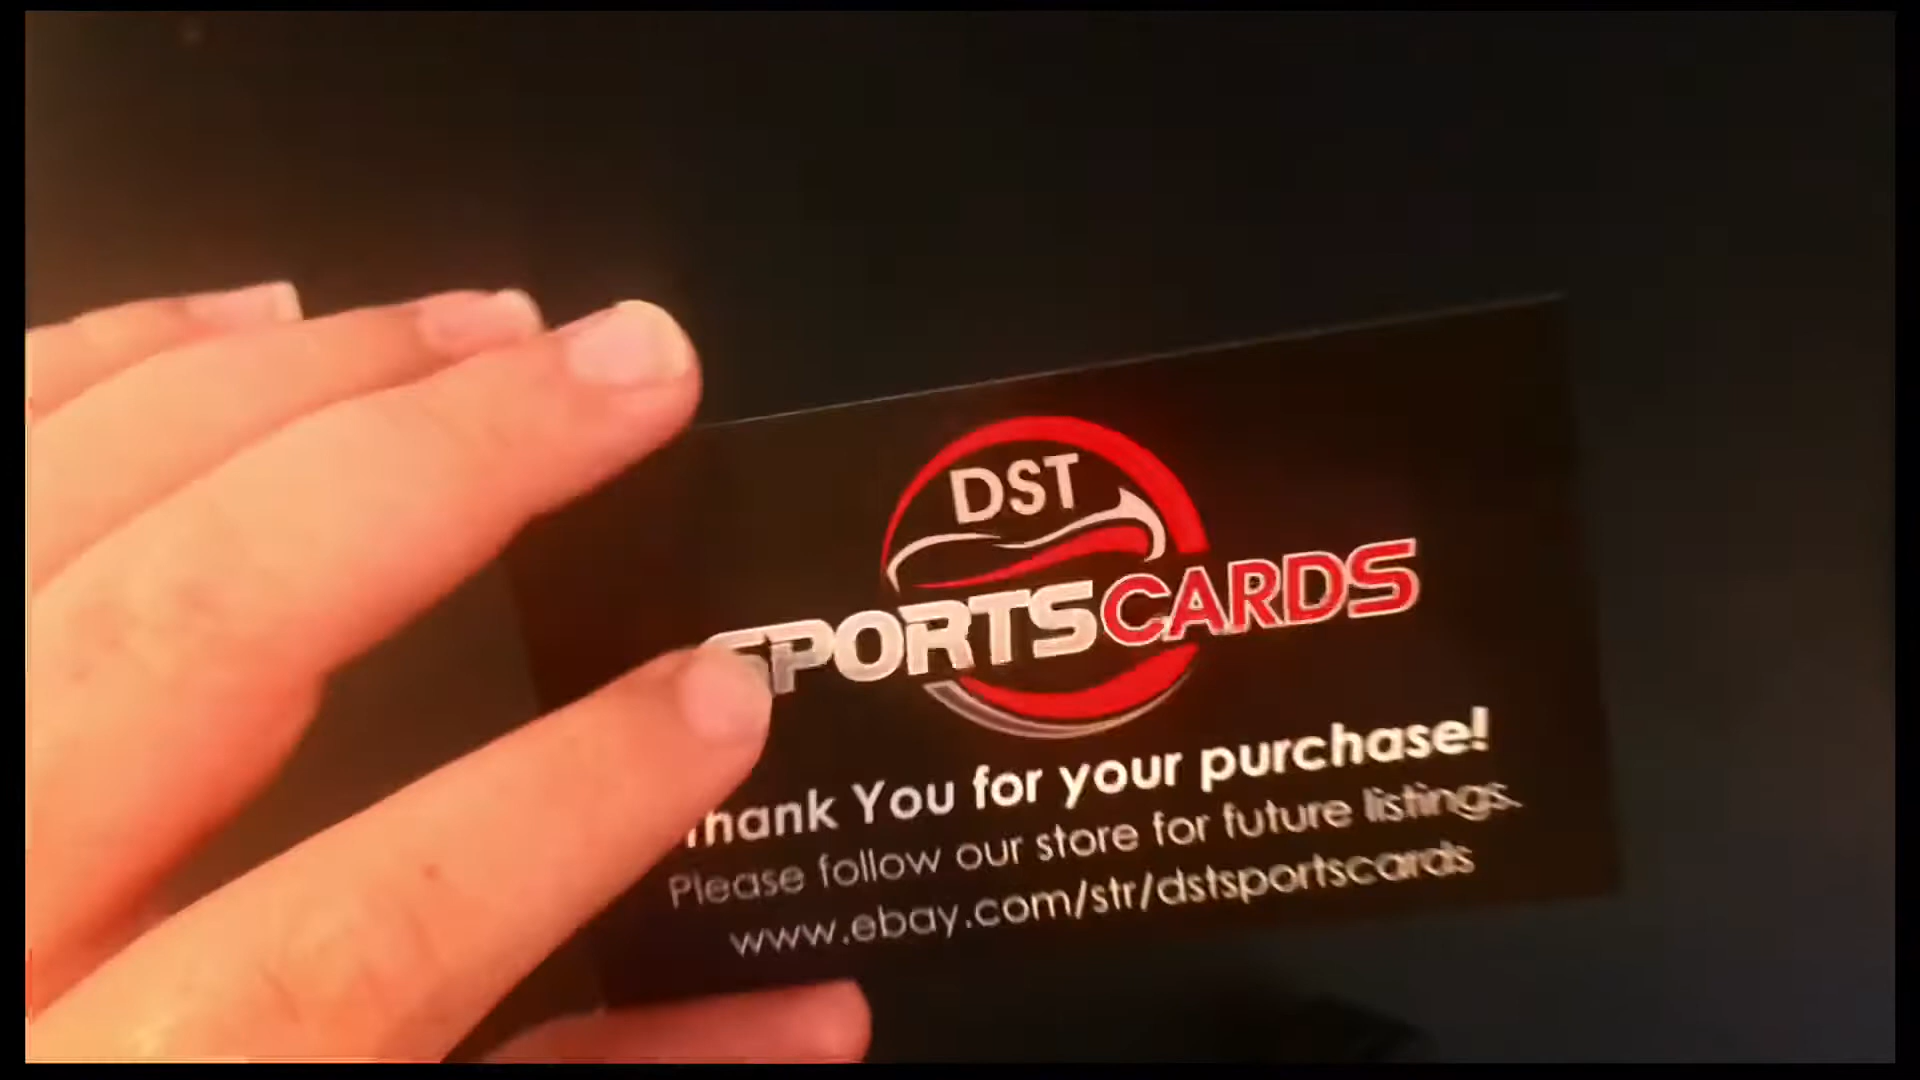 DST
SPORTSCARDS
Thank You for your purchase!
Please follow our store for future listings.
www.ebay.com/str/dstsportscards